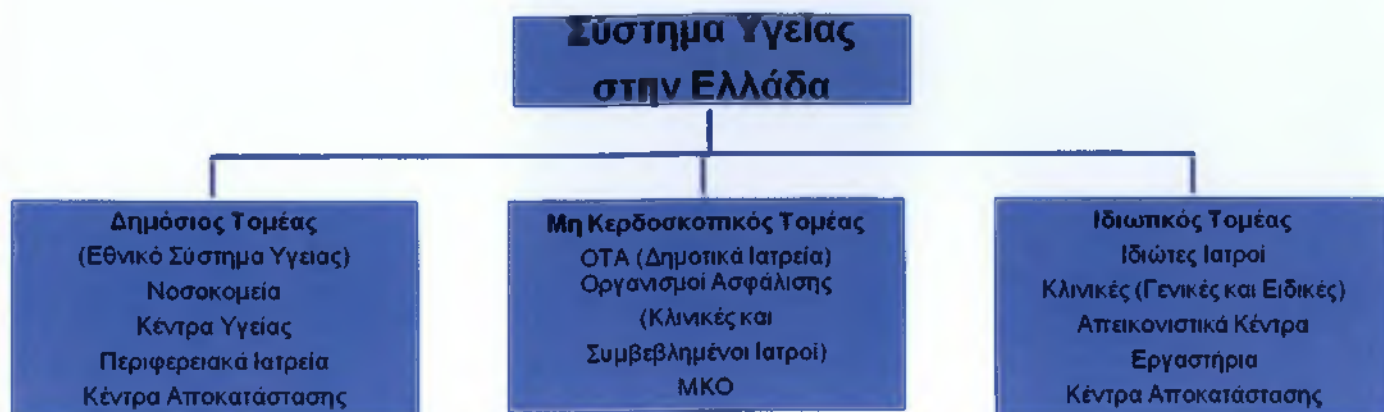 Σύστημα Υγείας
στην Ελλάδα
Δημόσιος Τομέας
(Εθνικό Σύστημα Υγείας)
Νοσοκομεία
Κέντρα Υγείας
Περιφερειακά Ιατρεία
Κέντρα Αποκατάστασης
Μη Κερδοσκοπικός Τομέας
ΟΤΑ (Δημοτικά Ιατρεία)
Οργανισμοί Ασφάλισης
(Κλινικές και
Συμβεβλημένοι Ιατροί)
ΜΚΟ
Ιδιωτικός Τομέας
Ιδιώτες Ιατροί
Κλινικές (Γενικές και Ειδικές)
Απεικονιστικά Κέντρα
Εργαστήρια
Κέντρα Αποκατάστασης